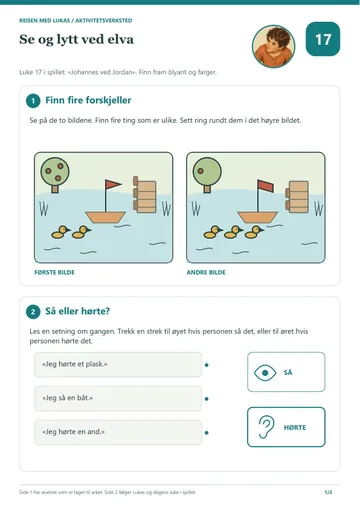 REISEN MED LUKAS / AKTIVITETSVERKSTED
Se og lytt ved elva
17
Luke 17 i spillet: «Johannes ved Jordan». Finn fram blyant og farger.
1 Finn fire forskjeller
Se på de to bildene. Finn fire ting som er ulike. Sett ring rundt dem i det høyre bildet.
FØRSTE BILDE
ANDRE BILDE
2 Så eller hørte?
Les en setning om gangen. Trekk en strek til øyet hvis personen så det, eller til øret hvis
personen hørte det.
«Jeg hørte et plask.»
SÅ
«Jeg så en båt.»
HØRTE
«Jeg hørte en and.»
Side 1 har øvelser som er laget til arket. Side 2 følger Lukas og dagens luke i spillet
1/2